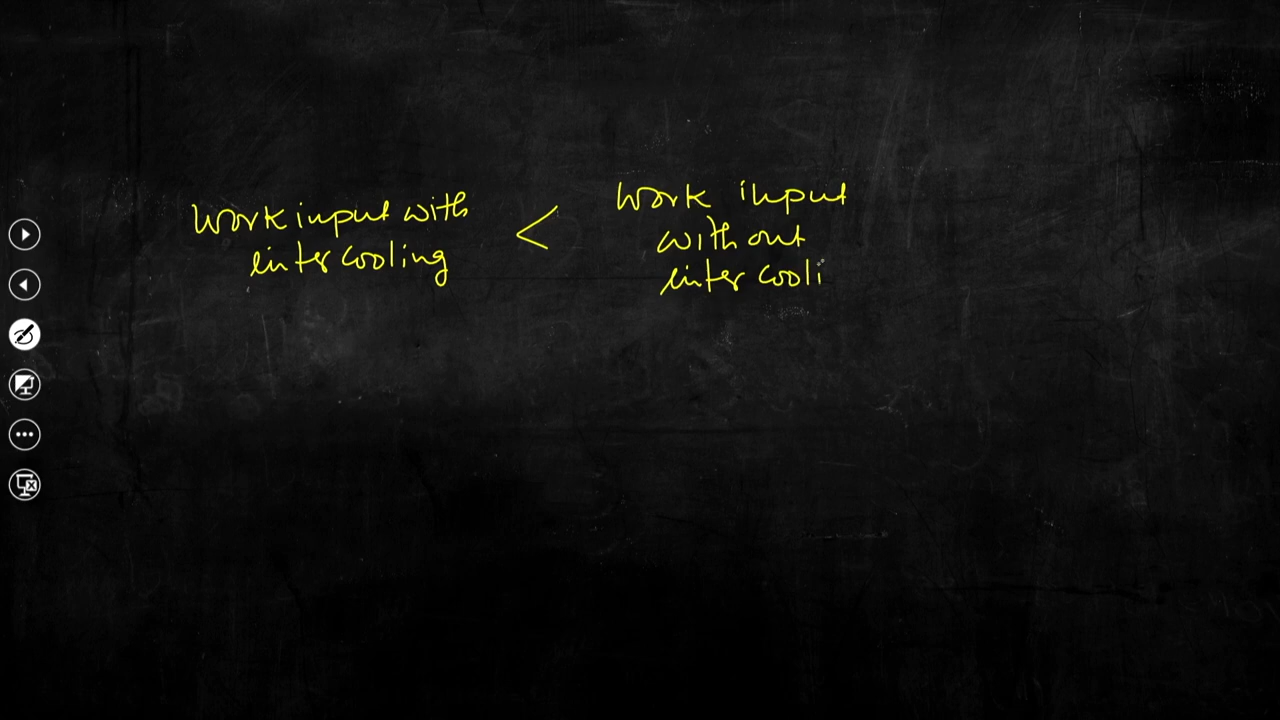 Work input with
intercooling
<
Work input
without
intercooli